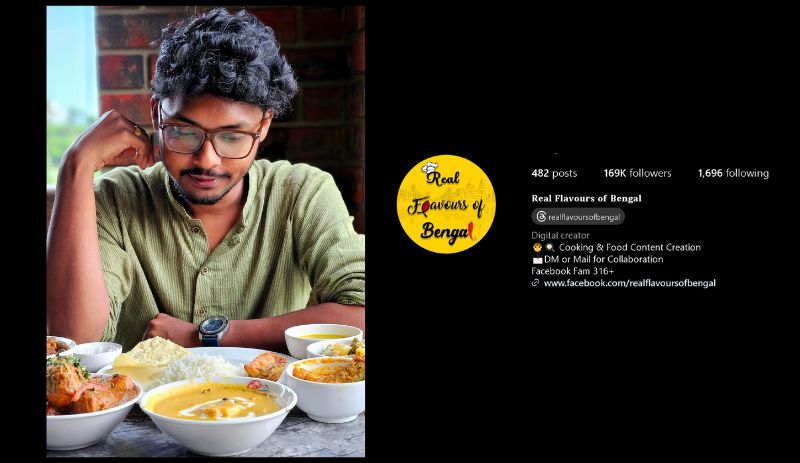 Real
Flavours of
Bengal
482 posts 169K followers 1,696 following
Real Flavours of Bengal
realflavoursofbengal
Digital creator
Cooking & Food Content Creation
DM or Mail for Collaboration
Facebook Fam 316+
www.facebook.com/realflavoursofbengal